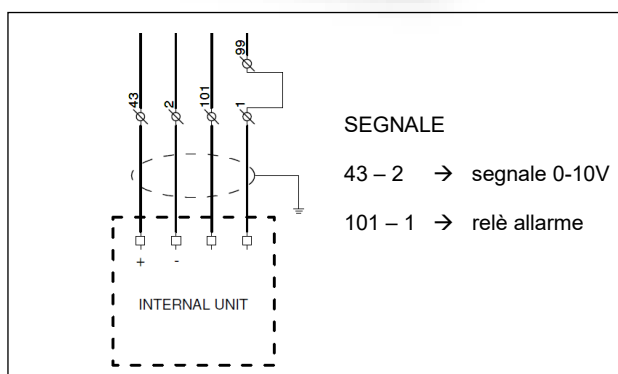 99
43
2
101
1
SEGNALE
43 – 2 → segnale 0-10V
101 – 1 → relè allarme
+ -
INTERNAL UNIT